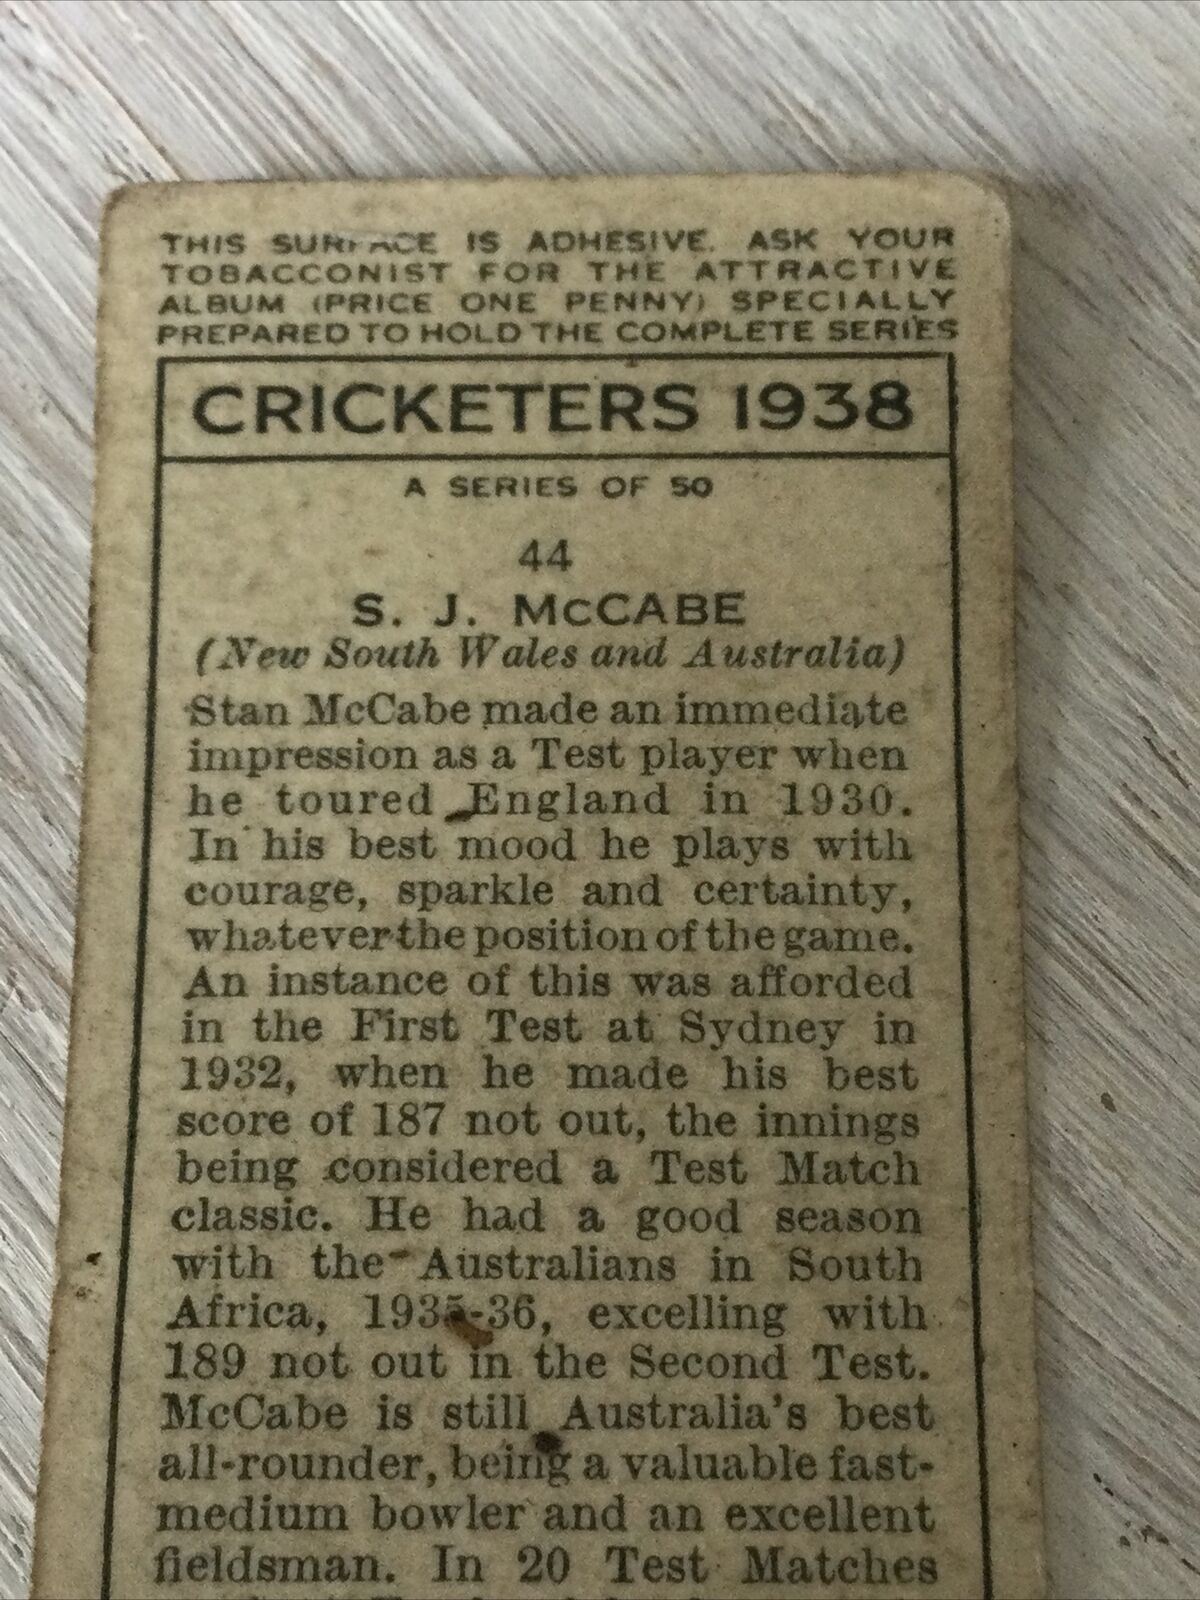 THIS SURFACE IS ADHESIVE. ASK YOUR
TOBACCONIST FOR THE ATTRACTIVE
ALBUM (PRICE ONE PENNY) SPECIALLY
PREPARED TO HOLD THE COMPLETE SERIES
CRICKETERS 1938
A SERIES OF 50
44
S. J. McCABE
(New South Wales and Australia)
Stan McCabe made an immediate
impression as a Test player when
he toured England in 1930.
In his best mood he plays with
courage, sparkle and certainty,
whatever the position of the game.
An instance of this was afforded
in the First Test at Sydney in
1932, when he made his best
score of 187 not out, the innings
being considered a Test Match
classic. He had a good season
with the Australians in South
Africa, 1935-36, excelling with
189 not out in the Second Test.
McCabe is still Australia's best
all-rounder, being a valuable fast-
medium bowler and an excellent
fieldsman. In 20 Test Matches